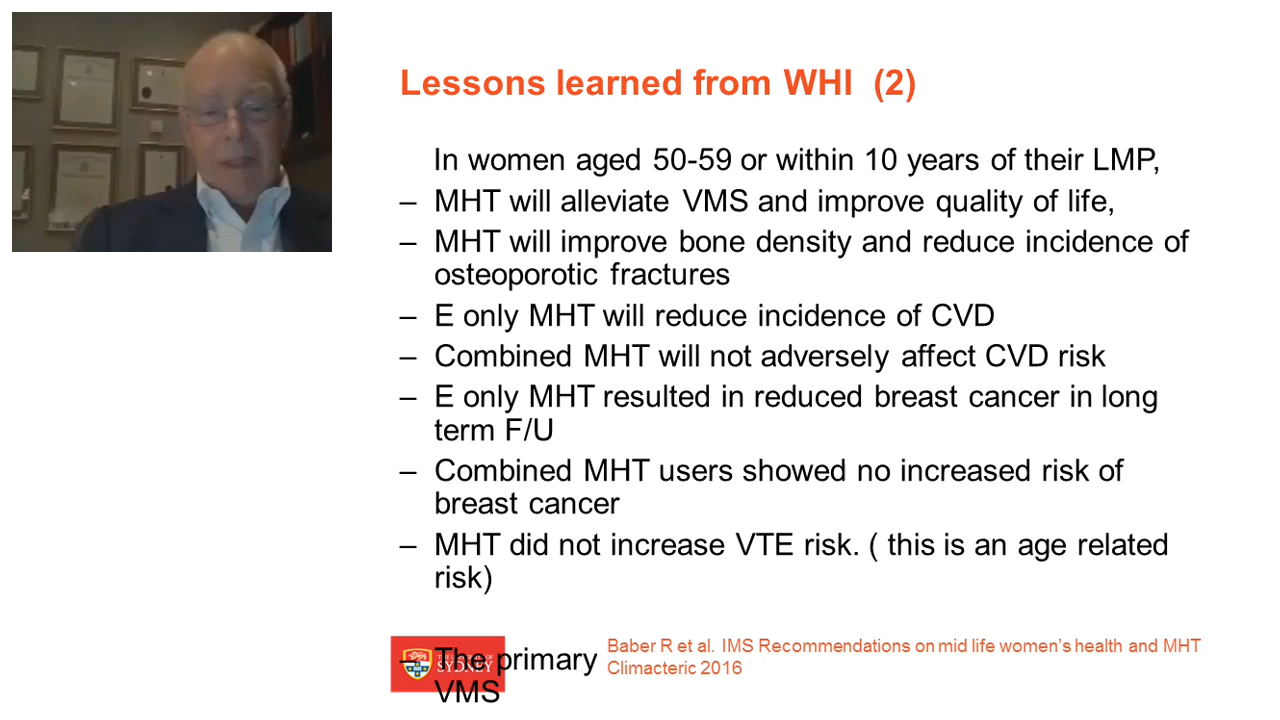 Lessons learned from WHI (2)
In women aged 50-59 or within 10 years of their LMP,
– MHT will alleviate VMS and improve quality of life,
– MHT will improve bone density and reduce incidence of
osteoporotic fractures
– E only MHT will reduce incidence of CVD
– Combined MHT will not adversely affect CVD risk
– E only MHT resulted in reduced breast cancer in long
term F/U
– Combined MHT users showed no increased risk of
breast cancer
– MHT did not increase VTE risk. ( this is an age related
risk)
– The primary
VMS
SYDNEY
Baber R et al. IMS Recommendations on mid life women's health and MHT
Climacteric 2016